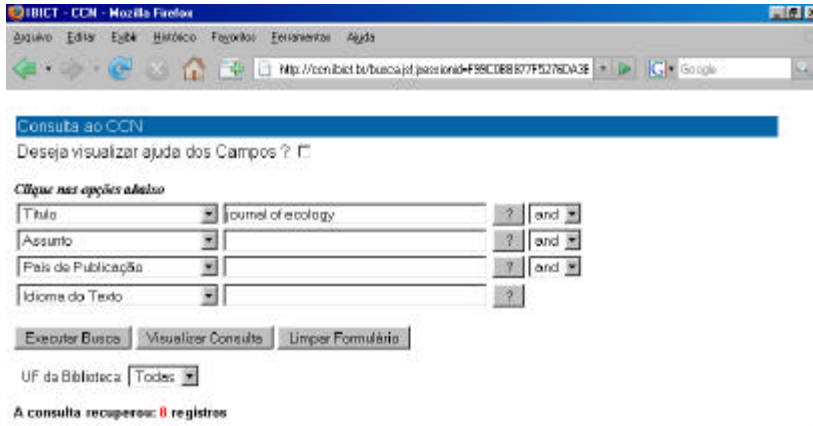 IBICT - CCN - Mozilla Firefox
Arquivo Editar Exibir Histórico Favoritos Ferramentas Ajuda
Google
Consulta ao CCN
Deseja visualizar ajuda dos Campos ?
Clique nas opções abaixo
Título journal of ecology ? and
Assunto ? and
País de Publicação ? and
Idioma do Texto ?
Executar Busca Visualizar Consulta Limpar Formulário
UF da Biblioteca: Todas
A consulta recuperou: 8 registros